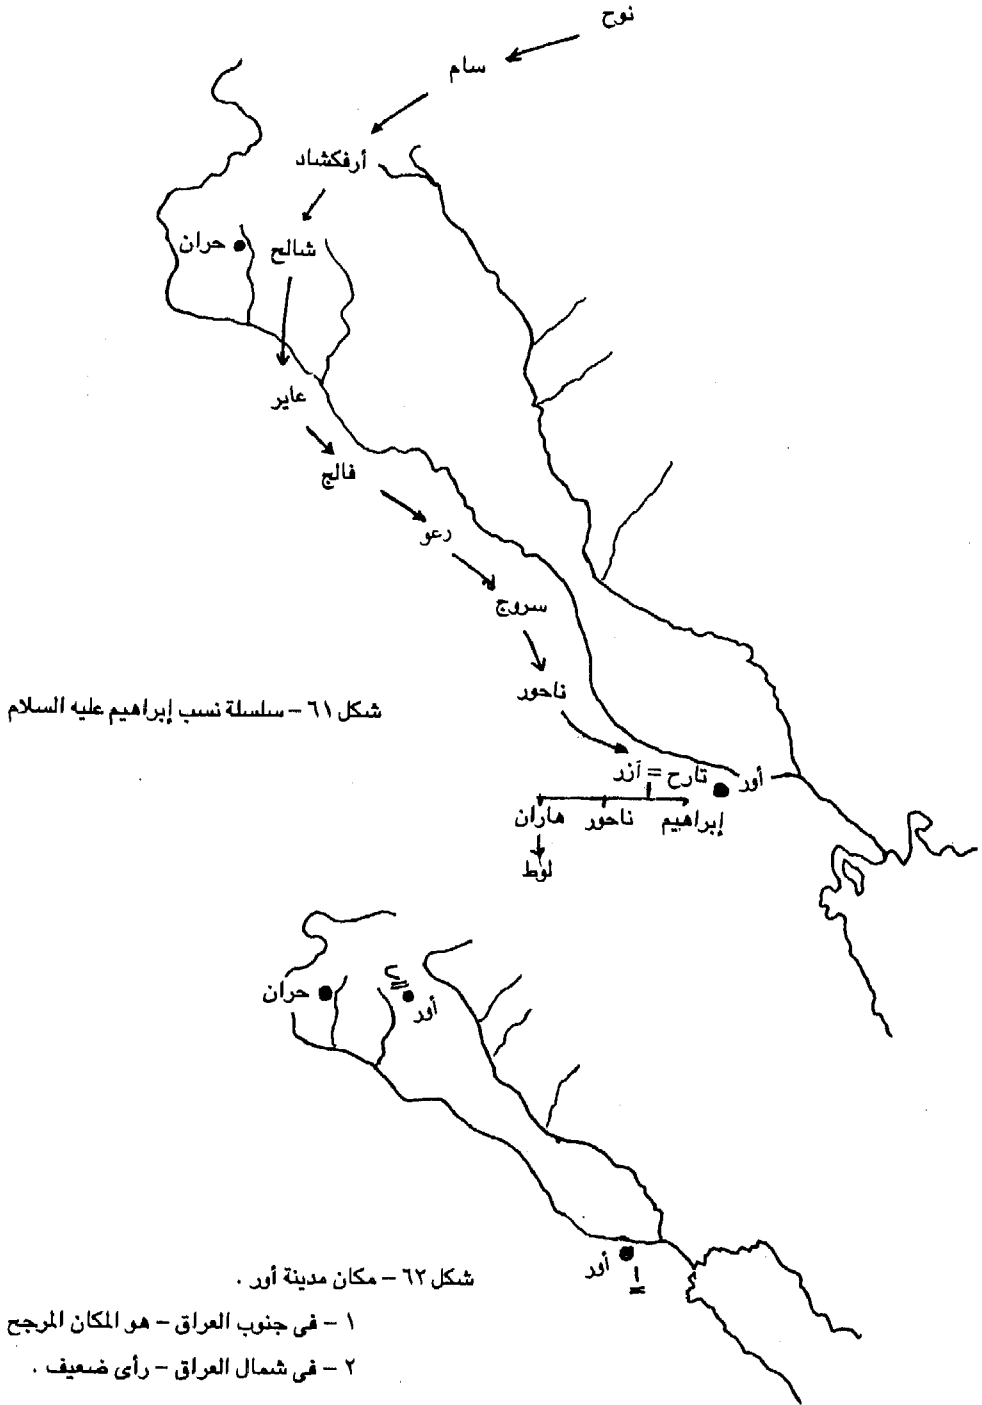 نوح
سام
أرفكشاد
حران
شالح
عاير
فالج
رعو
سروج
ناحور
شكل ٦١ – سلسلة نسب إبراهيم عليه السلام
تارح = آزر
أور
إبراهيم ناحور هاران
لوط
حران
٢
أور
أور
١
شكل ٦٢ – مكان مدينة أور .
١ – فى جنوب العراق – هو المكان المرجح
٢ – فى شمال العراق – رأى ضعيف .